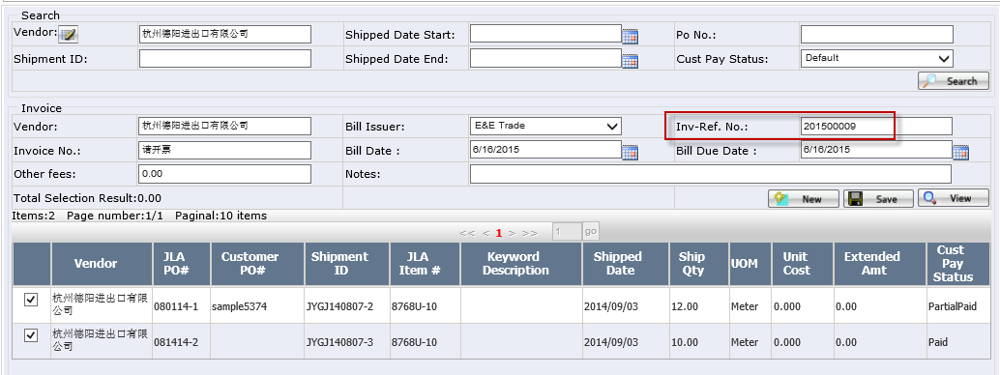 Search
Vendor: 杭州德阳进出口有限公司 Shipped Date Start: Po No.:
Shipment ID: Shipped Date End: Cust Pay Status: Default
Search
Invoice
Vendor: 杭州德阳进出口有限公司 Bill Issuer: E&E Trade Inv-Ref. No.: 201500009
Invoice No.: 请开票 Bill Date : 6/16/2015 Bill Due Date : 6/16/2015
Other fees: 0.00 Notes:
Total Selection Result:0.00 New Save View
Items:2 Page number:1/1 Paginal:10 items
<< < 1 > >> 1 go
Vendor JLA PO# Customer PO# Shipment ID JLA Item # Keyword Description Shipped Date Ship Qty UOM Unit Cost Extended Amt Cust Pay Status
杭州德阳进出口有限公司 080114-1 sample5374 JYGJ140807-2 8768U-10 2014/09/03 12.00 Meter 0.000 0.00 PartialPaid
杭州德阳进出口有限公司 081414-2 JYGJ140807-3 8768U-10 2014/09/03 10.00 Meter 0.000 0.00 Paid